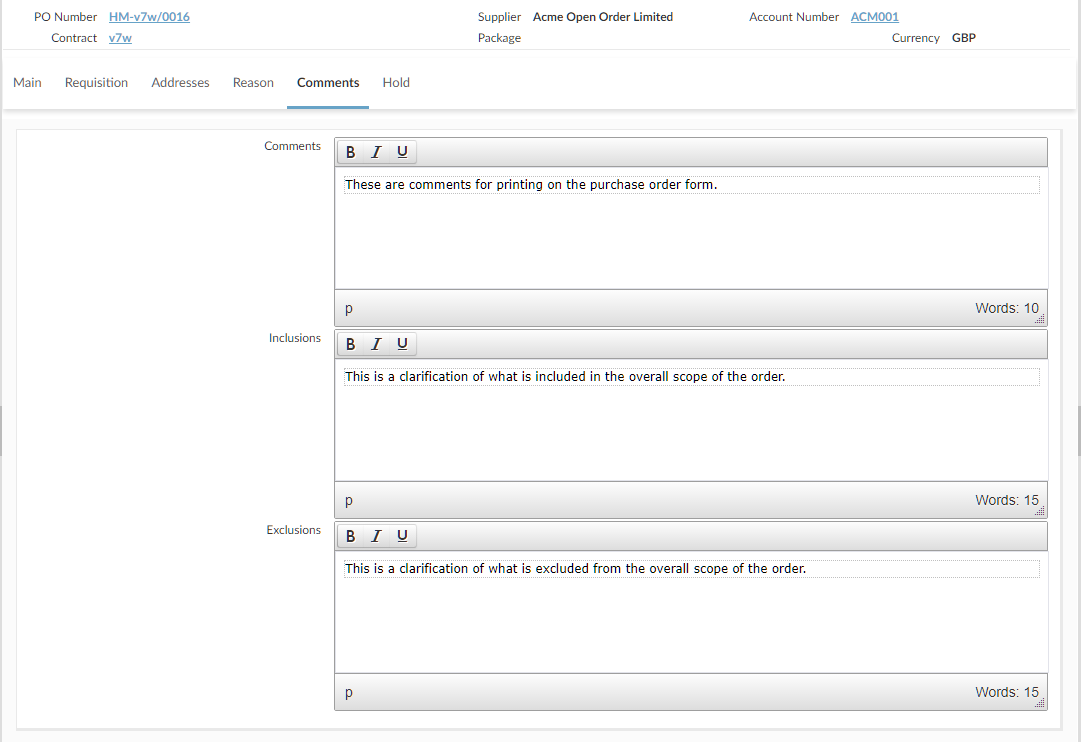 PO Number HM-v7w/0016 Supplier Acme Open Order Limited Account Number ACM001
Contract v7w Package Currency GBP
Main Requisition Addresses Reason Comments Hold
Comments B I U
These are comments for printing on the purchase order form.
p Words: 10
Inclusions B I U
This is a clarification of what is included in the overall scope of the order.
p Words: 15
Exclusions B I U
This is a clarification of what is excluded from the overall scope of the order.
p Words: 15